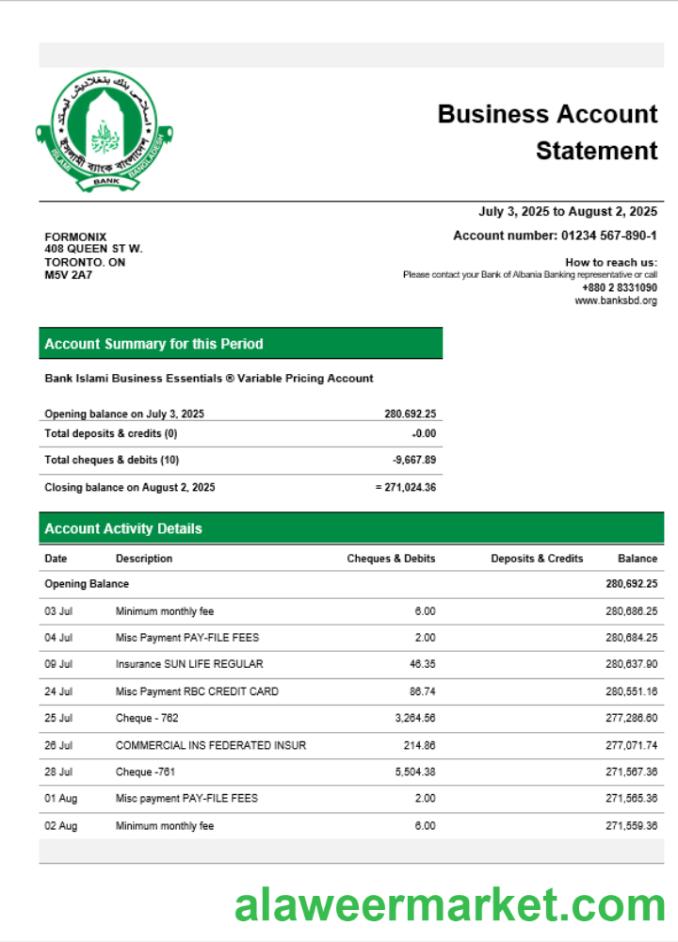 اسلامی بنك بنغلاديش ليميتد
ইসলামী ব্যাংক বাংলাদেশ
ISLAMI BANK BANGLADESH
Business Account
Statement
July 3, 2025 to August 2, 2025
Account number: 01234 567-890-1
FORMONIX
408 QUEEN ST W.
TORONTO. ON
M5V 2A7
How to reach us:
Please contact your Bank of Albania Banking representative or call
+880 2 8331090
www.banksbd.org
Account Summary for this Period
Bank Islami Business Essentials ® Variable Pricing Account
Opening balance on July 3, 2025 280.692.25
Total deposits & credits (0) -0.00
Total cheques & debits (10) -9,667.89
Closing balance on August 2, 2025 = 271,024.36
Account Activity Details
Date Description Cheques & Debits Deposits & Credits Balance
Opening Balance 280,692.25
03 Jul Minimum monthly fee 6.00 280,686.25
04 Jul Misc Payment PAY-FILE FEES 2.00 280,684.25
09 Jul Insurance SUN LIFE REGULAR 46.35 280,637.90
24 Jul Misc Payment RBC CREDIT CARD 86.74 280,551.16
25 Jul Cheque - 762 3,264.56 277,286.60
26 Jul COMMERCIAL INS FEDERATED INSUR 214.86 277,071.74
28 Jul Cheque -761 5,504.38 271,567.36
01 Aug Misc payment PAY-FILE FEES 2.00 271,565.36
02 Aug Minimum monthly fee 6.00 271,559.36
alaweermarket.com